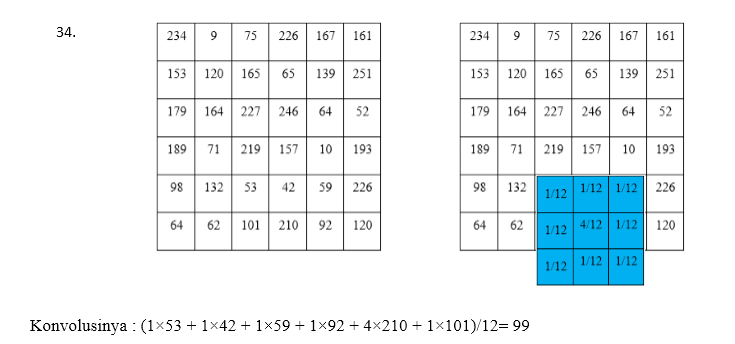 34.
234 9 75 226 167 161 234 9 75 226 167 161
153 120 165 65 139 251 153 120 165 65 139 251
179 164 227 246 64 52 179 164 227 246 64 52
189 71 219 157 10 193 189 71 219 157 10 193
98 132 53 42 59 226 98 132 1/12 1/12 1/12 226
64 62 101 210 92 120 64 62 1/12 4/12 1/12 120
1/12 1/12 1/12
Konvolusinya : (1×53 + 1×42 + 1×59 + 1×92 + 4×210 + 1×101)/12= 99